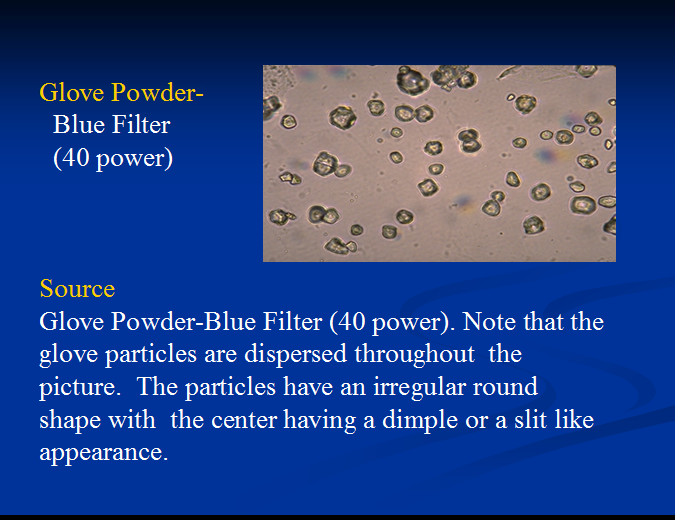 Glove Powder-
Blue Filter
(40 power)
Source
Glove Powder-Blue Filter (40 power). Note that the
glove particles are dispersed throughout  the
picture.  The particles have an irregular round
shape with  the center having a dimple or a slit like
appearance.